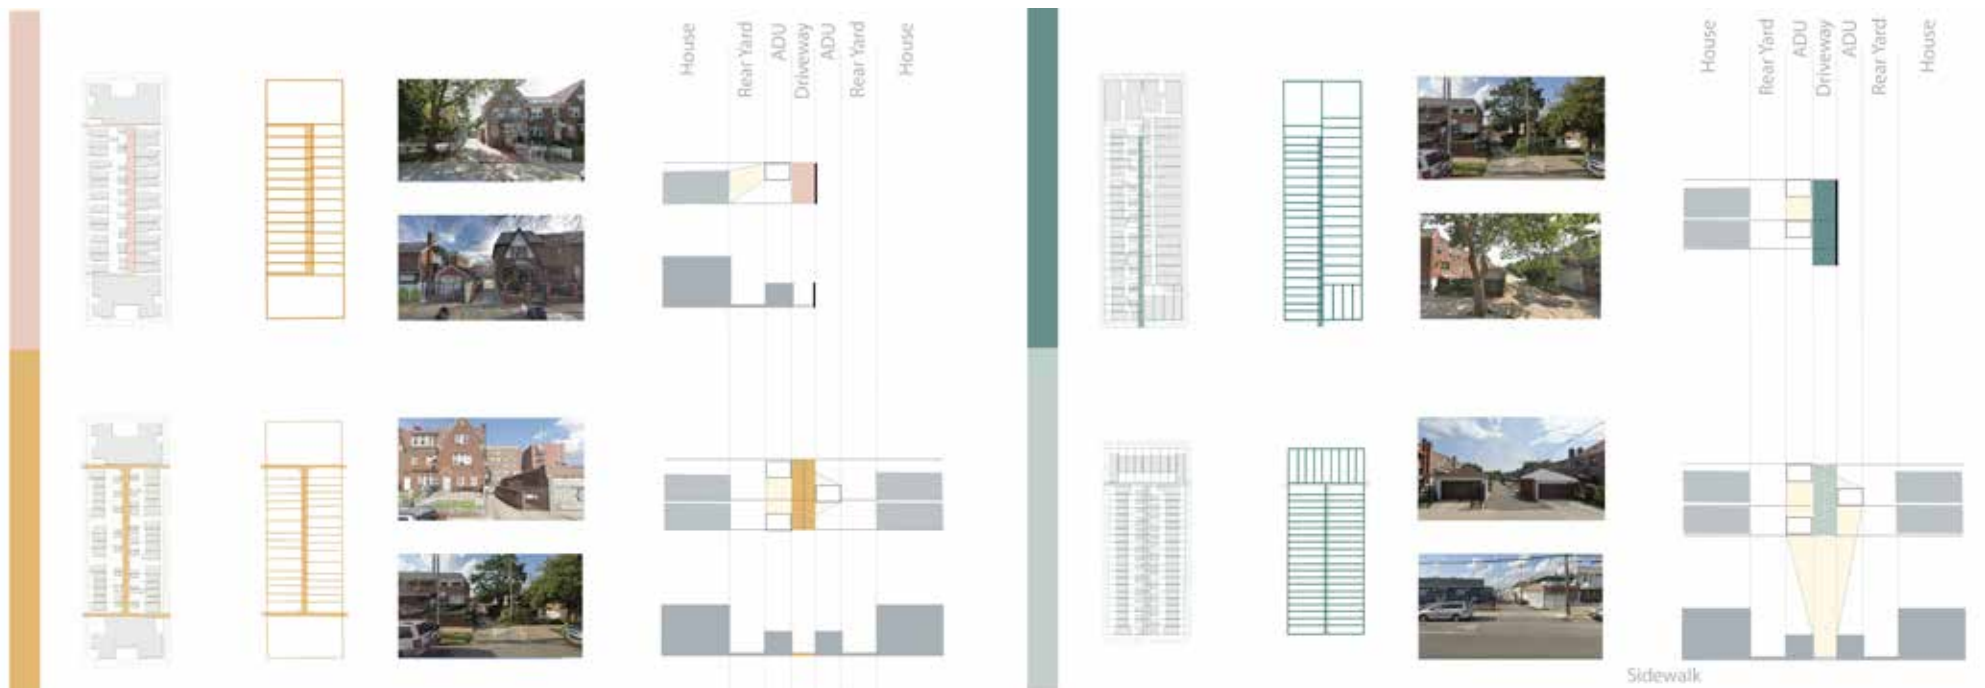 House
Rear Yard
ADU
Driveway
ADU
Rear Yard
House
House
Rear Yard
ADU
Driveway
ADU
Rear Yard
House
Sidewalk